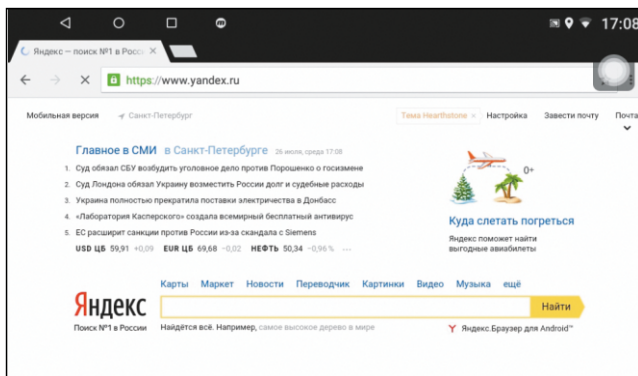 17:08
Яндекс — поиск №1 в Росс
https://www.yandex.ru
Мобильная версия Санкт-Петербург Тема Hearthstone Настройка Завести почту Почта
Главное в СМИ в Санкт-Петербурге 26 июля, среда 17:08
1. Суд обязал СБУ возбудить уголовное дело против Порошенко о госизмене
2. Суд Лондона обязал Украину возместить России долг и судебные расходы
3. Украина полностью прекратила поставки электричества в Донбасс
4. «Лаборатория Касперского» создала всемирный бесплатный антивирус
5. ЕС расширит санкции против России из-за скандала с Siemens
USD ЦБ 59,91 +0,09 EUR ЦБ 69,68 −0,02 НЕФТЬ 50,34 −0,96% ...
0+
Куда слетать погреться
Яндекс поможет найти
выгодные авиабилеты
Карты Маркет Новости Переводчик Картинки Видео Музыка ещё
Яндекс
Найти
Поиск №1 в России Найдётся всё. Например, самое высокое дерево в мире
Яндекс.Браузер для Android™